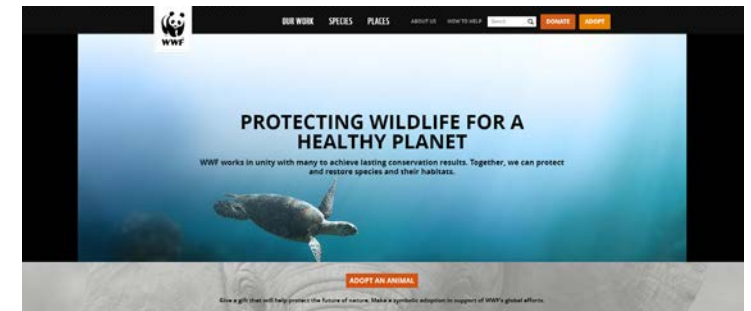 OUR WORK SPECIES PLACES ABOUT US HOW TO HELP Search DONATE ADOPT
WWF
PROTECTING WILDLIFE FOR A
HEALTHY PLANET
WWF works in unity with many to achieve lasting conservation results. Together, we can protect
and restore species and their habitats.
ADOPT AN ANIMAL
Give a gift that will help protect the future of nature. Make a symbolic adoption in support of WWF's global efforts.